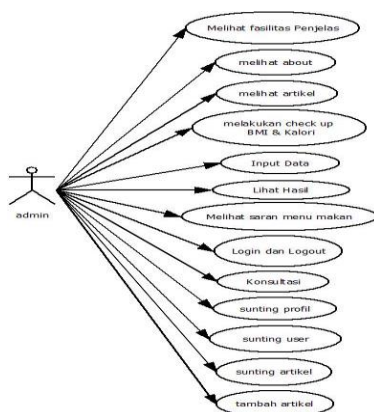 Melihat fasilitas Penjelas
melihat about
melihat artikel
melakukan check up
BMI & Kalori
Input Data
Lihat Hasil
Melihat saran menu makan
Login dan Logout
Konsultasi
sunting profil
sunting user
sunting artikel
tambah artikel
admin